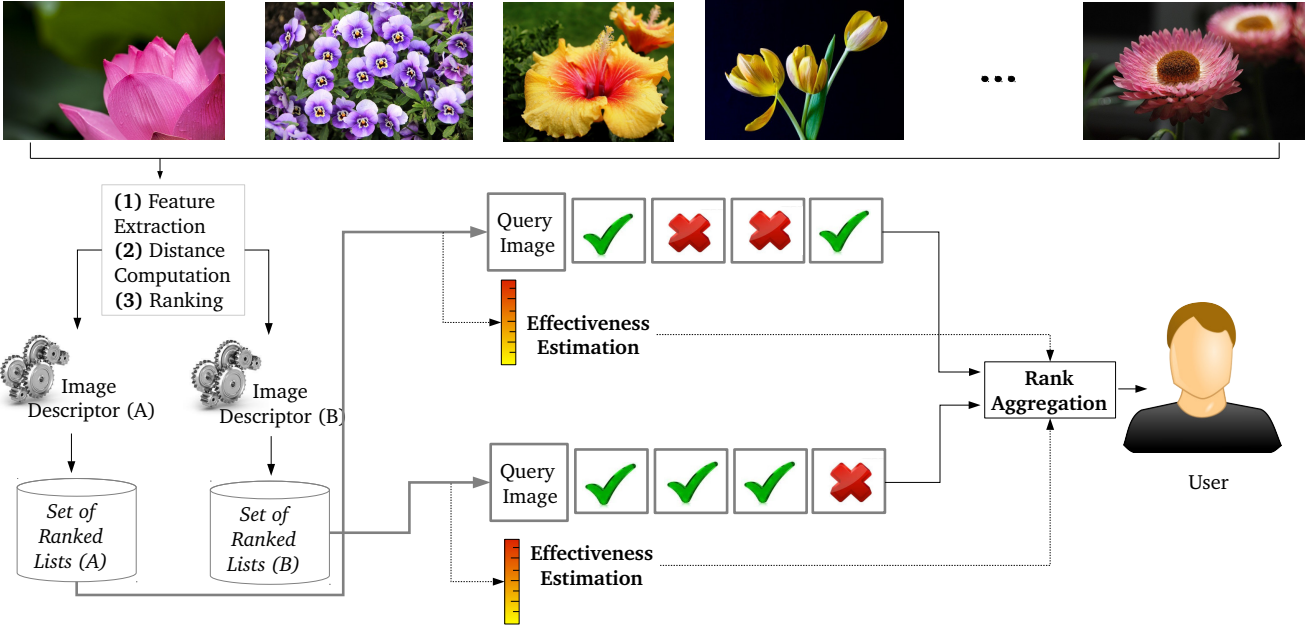 (1) Feature
Extraction
(2) Distance
Computation
(3) Ranking
Image
Descriptor (A)
Image
Descriptor (B)
Set of
Ranked
Lists (A)
Set of
Ranked
Lists (B)
Query
Image
Effectiveness
Estimation
Query
Image
Effectiveness
Estimation
Rank
Aggregation
User